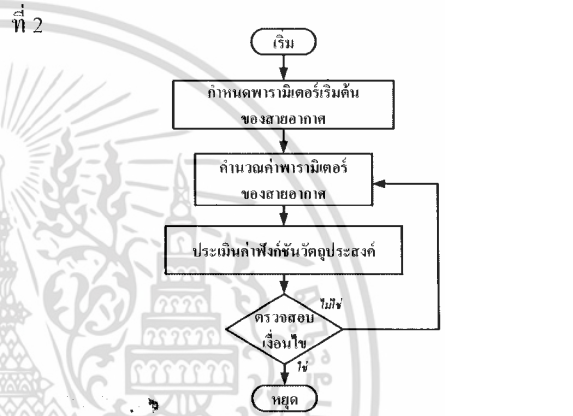 ที่ 2
เริ่ม
กำหนดพารามิเตอร์เริ่มต้น
ของสายอากาศ
คำนวณค่าพารามิเตอร์
ของสายอากาศ
ประเมินค่าฟังก์ชันวัตถุประสงค์
ไม่ใช่
ตรวจสอบ
เงื่อนไข
ใช่
หยุด